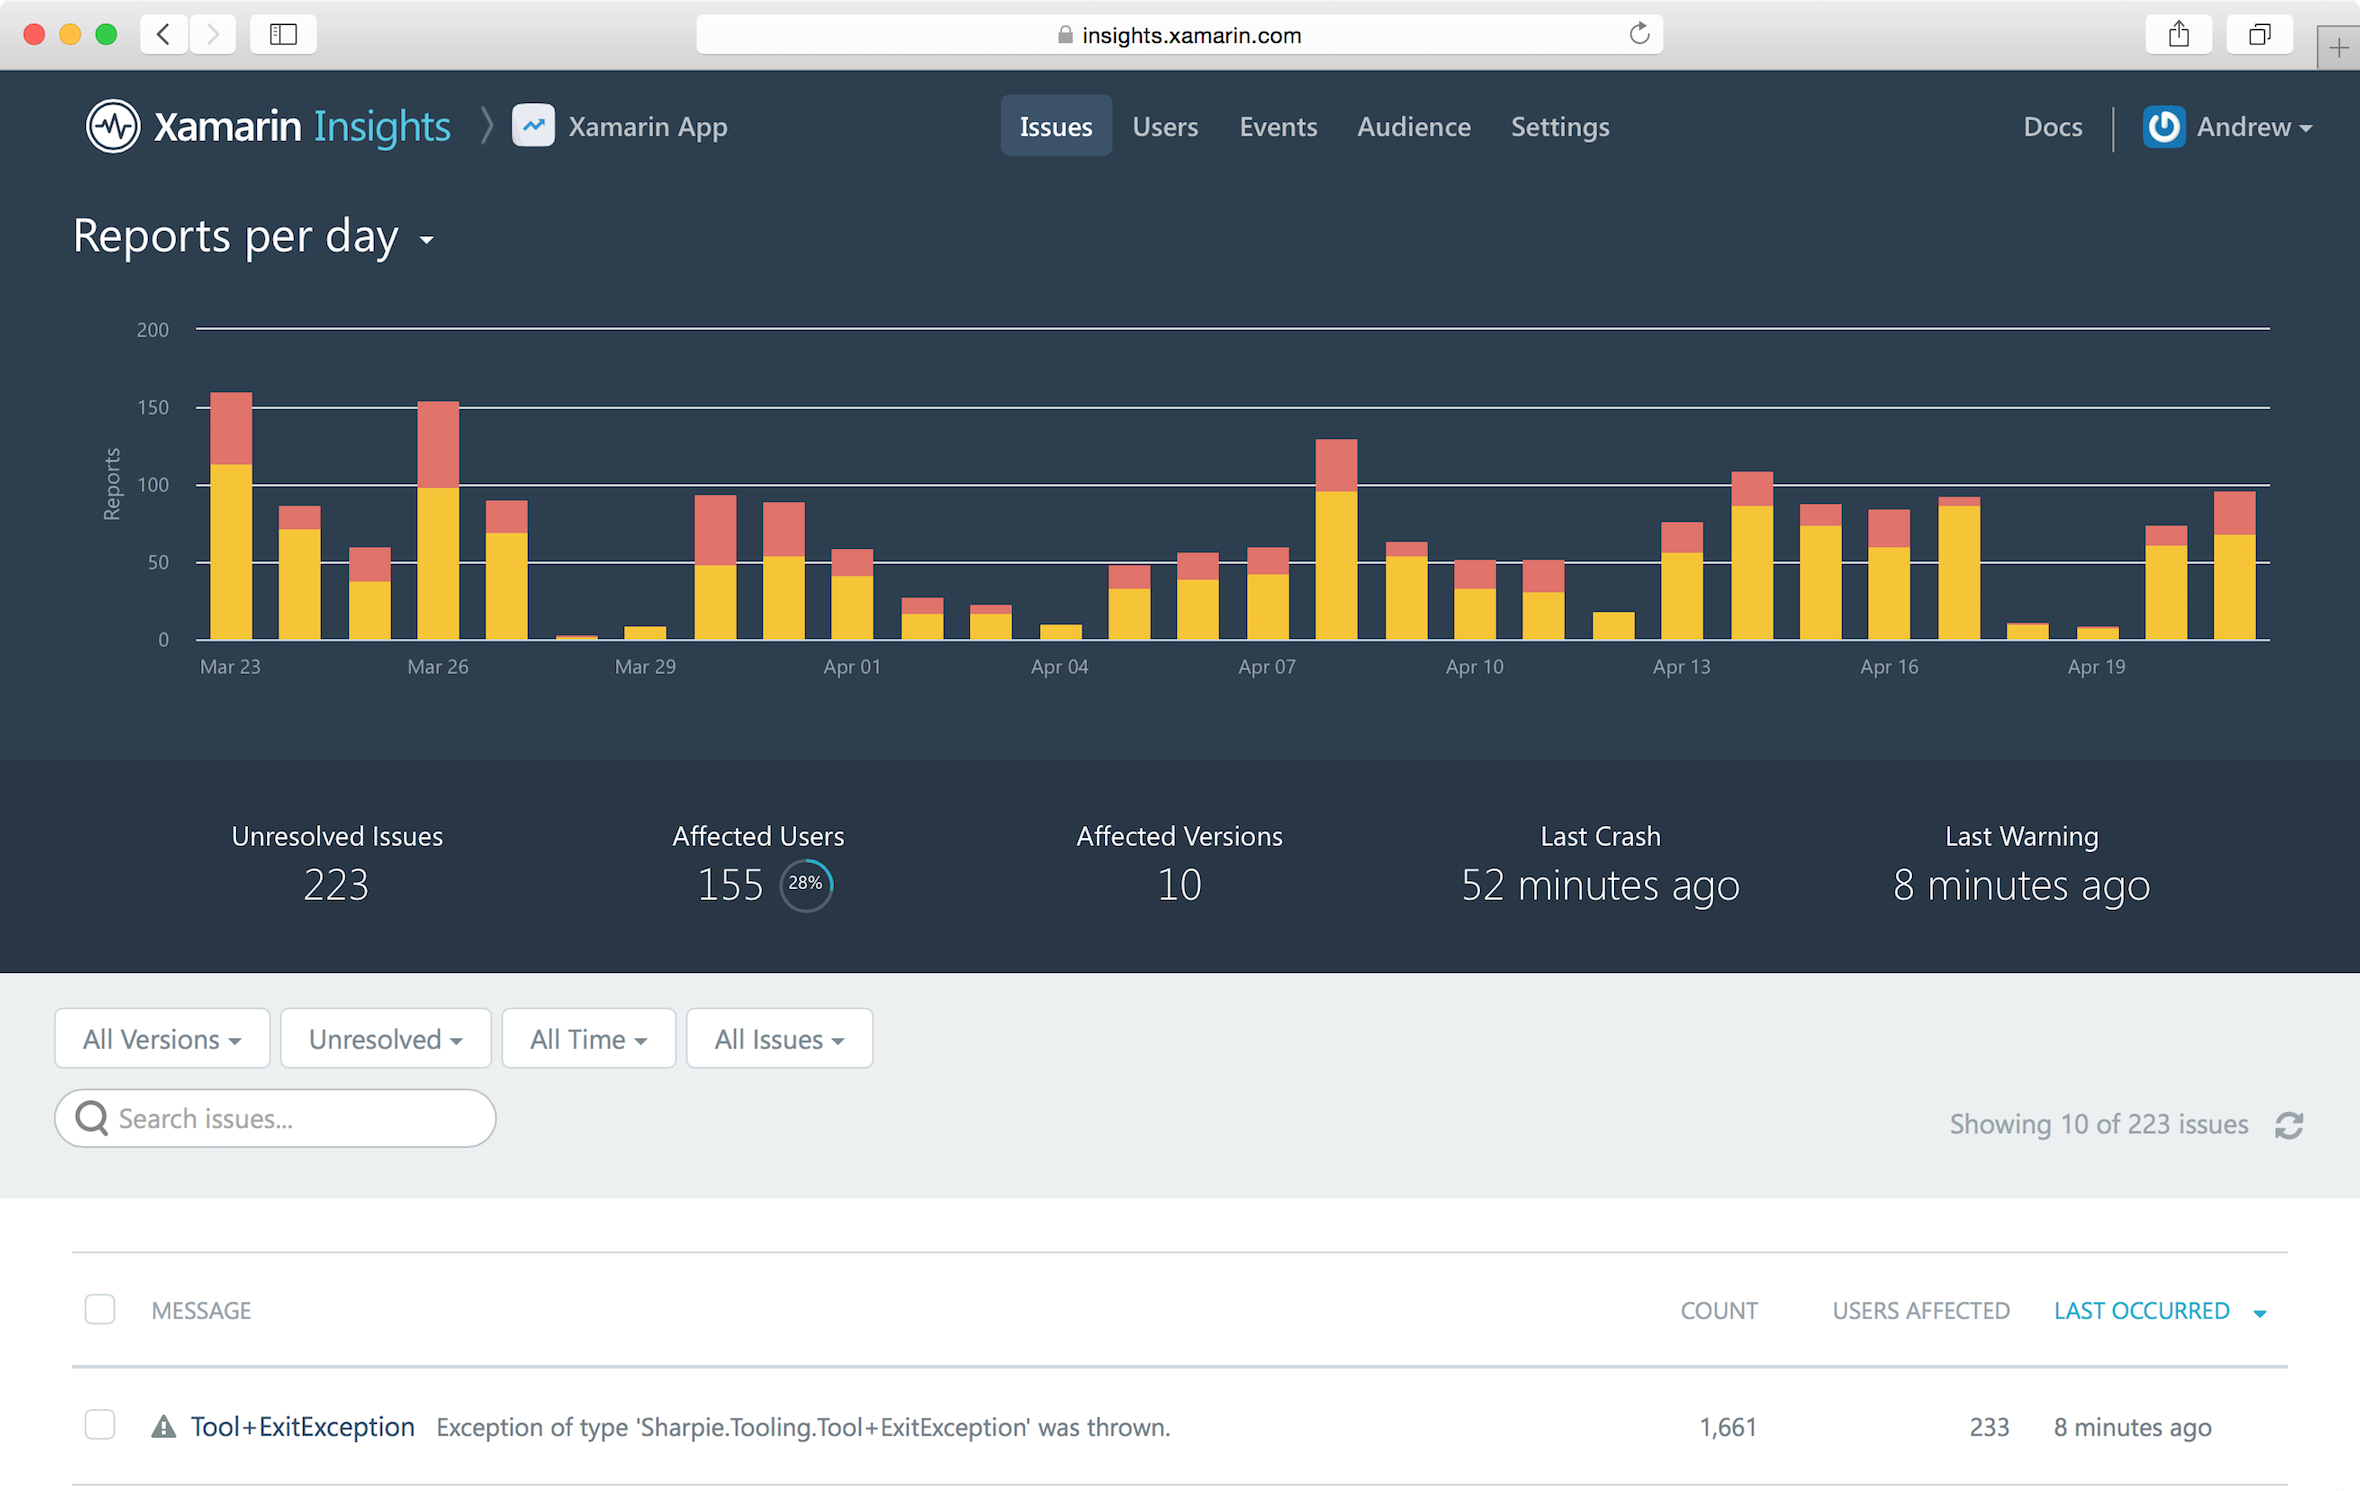 insights.xamarin.com
Xamarin Insights Xamarin App Issues Users Events Audience Settings Docs Andrew
Reports per day
200
150
100
50
0
Reports
Mar 23 Mar 26 Mar 29 Apr 01 Apr 04 Apr 07 Apr 10 Apr 13 Apr 16 Apr 19
Unresolved Issues Affected Users Affected Versions Last Crash Last Warning
223 155 28% 10 52 minutes ago 8 minutes ago
All Versions Unresolved All Time All Issues
Search issues...
Showing 10 of 223 issues
MESSAGE COUNT USERS AFFECTED LAST OCCURRED
Tool+ExitException Exception of type 'Sharpie.Tooling.Tool+ExitException' was thrown. 1,661 233 8 minutes ago